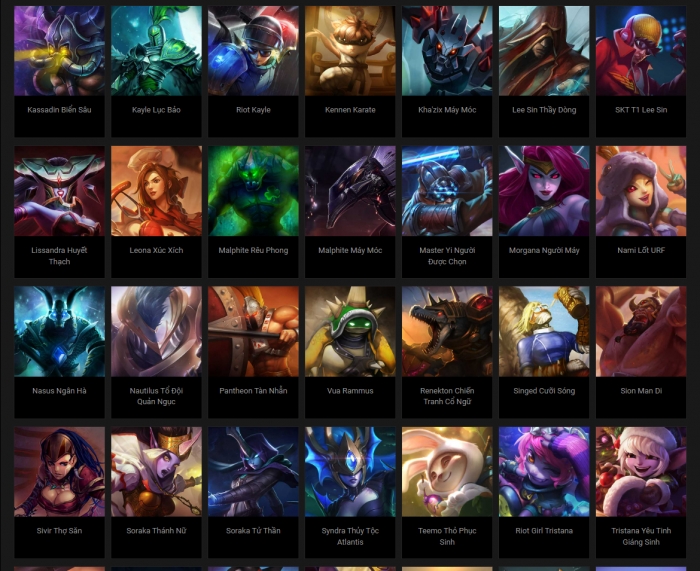 Kassadin Biển Sâu
Kayle Lục Bảo
Riot Kayle
Kennen Karate
Kha'zix Máy Móc
Lee Sin Thầy Dòng
SKT T1 Lee Sin
Lissandra Huyết
Thạch
Leona Xúc Xích
Malphite Rêu Phong
Malphite Máy Móc
Master Yi Người
Được Chọn
Morgana Người Máy
Nami Lốt URF
Nasus Ngân Hà
Nautilus Tổ Đội
Quản Ngục
Pantheon Tàn Nhẫn
Vua Rammus
Renekton Chiến
Tranh Cổ Ngữ
Singed Cưỡi Sóng
Sion Man Di
Sivir Thợ Săn
Soraka Thánh Nữ
Soraka Tử Thần
Syndra Thủy Tộc
Atlantis
Teemo Thỏ Phục
Sinh
Riot Girl Tristana
Tristana Yêu Tinh
Giáng Sinh